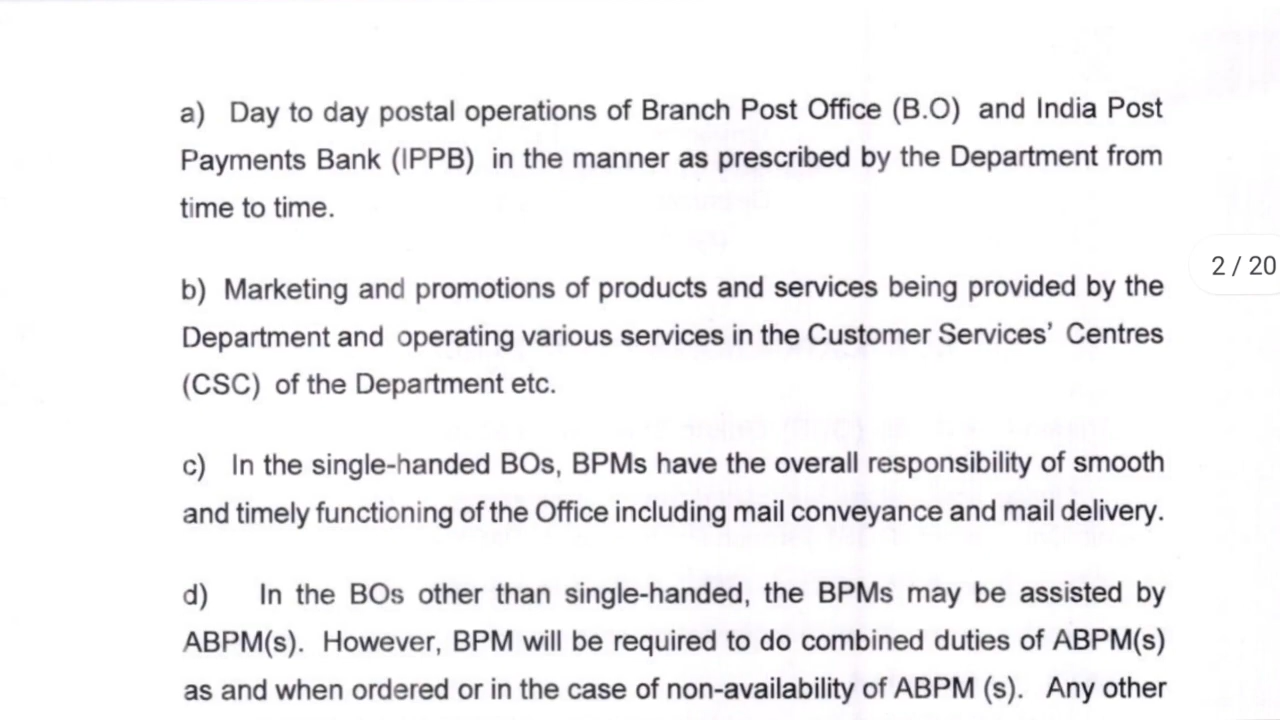 a) Day to day postal operations of Branch Post Office (B.O) and India Post
Payments Bank (IPPB) in the manner as prescribed by the Department from
time to time.
b) Marketing and promotions of products and services being provided by the
2 / 20
Department and operating various services in the Customer Services' Centres
(CSC) of the Department etc.
c) In the single-handed BOs, BPMs have the overall responsibility of smooth
and timely functioning of the Office including mail conveyance and mail delivery.
d) In the BOs other than single-handed, the BPMs may be assisted by
ABPM(s). However, BPM will be required to do combined duties of ABPM(s)
as and when ordered or in the case of non-availability of ABPM (s). Any other